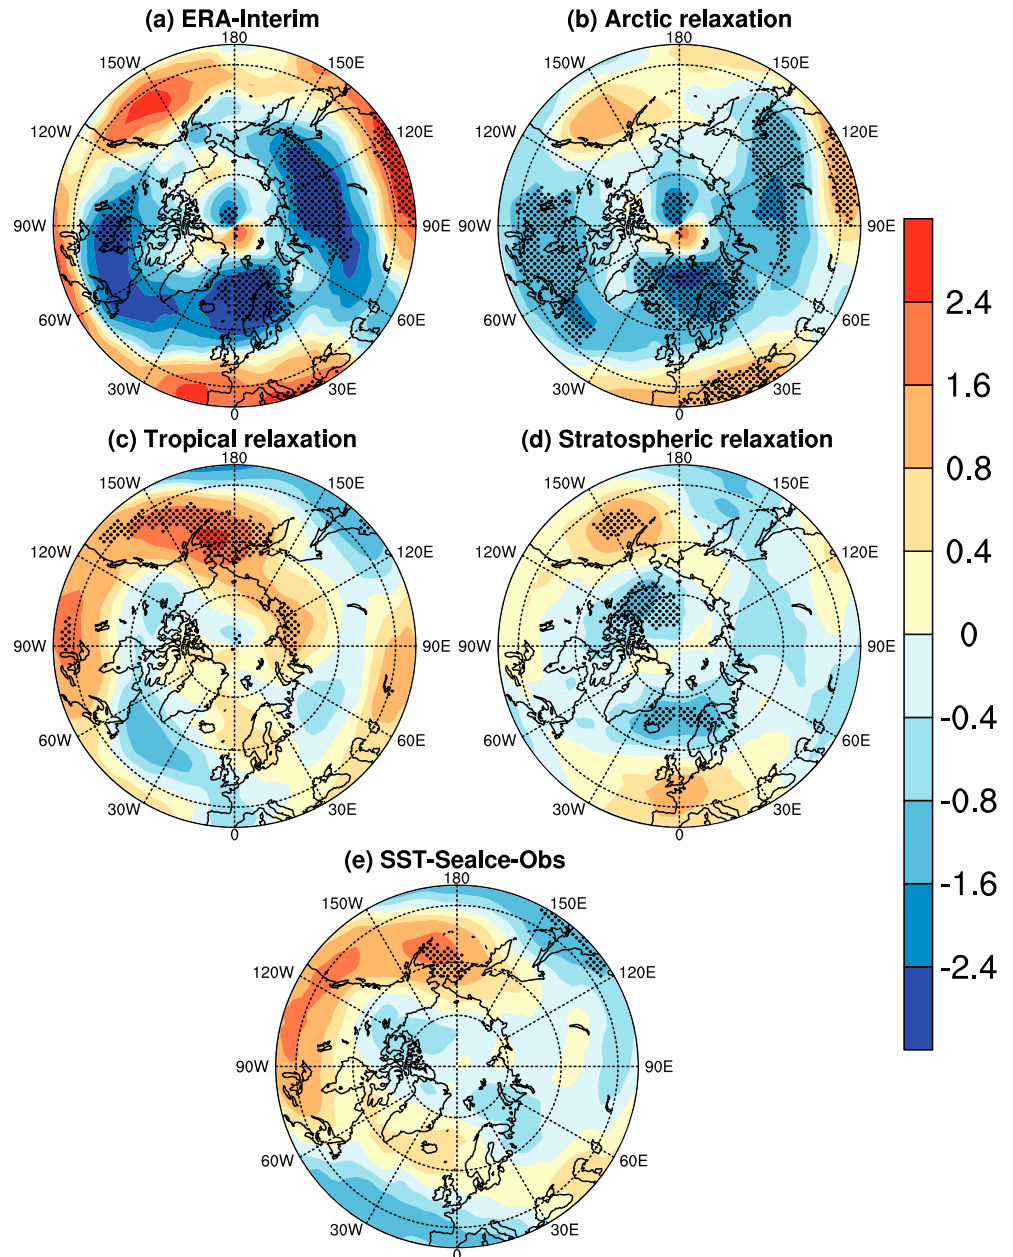 (a) ERA-Interim
(b) Arctic relaxation
180
150W
150E
120W
120E
90W
90E
60W
60E
30W
30E
0
180
150W
150E
120W
120E
90W
90E
60W
60E
30W
30E
0
(c) Tropical relaxation
(d) Stratospheric relaxation
180
150W
150E
120W
120E
90W
90E
60W
60E
30W
30E
0
180
150W
150E
120W
120E
90W
90E
60W
60E
30W
30E
0
(e) SST-SeaIce-Obs
180
150W
150E
120W
120E
90W
90E
60W
60E
30W
30E
0
2.4
1.6
0.8
0.4
0
-0.4
-0.8
-1.6
-2.4